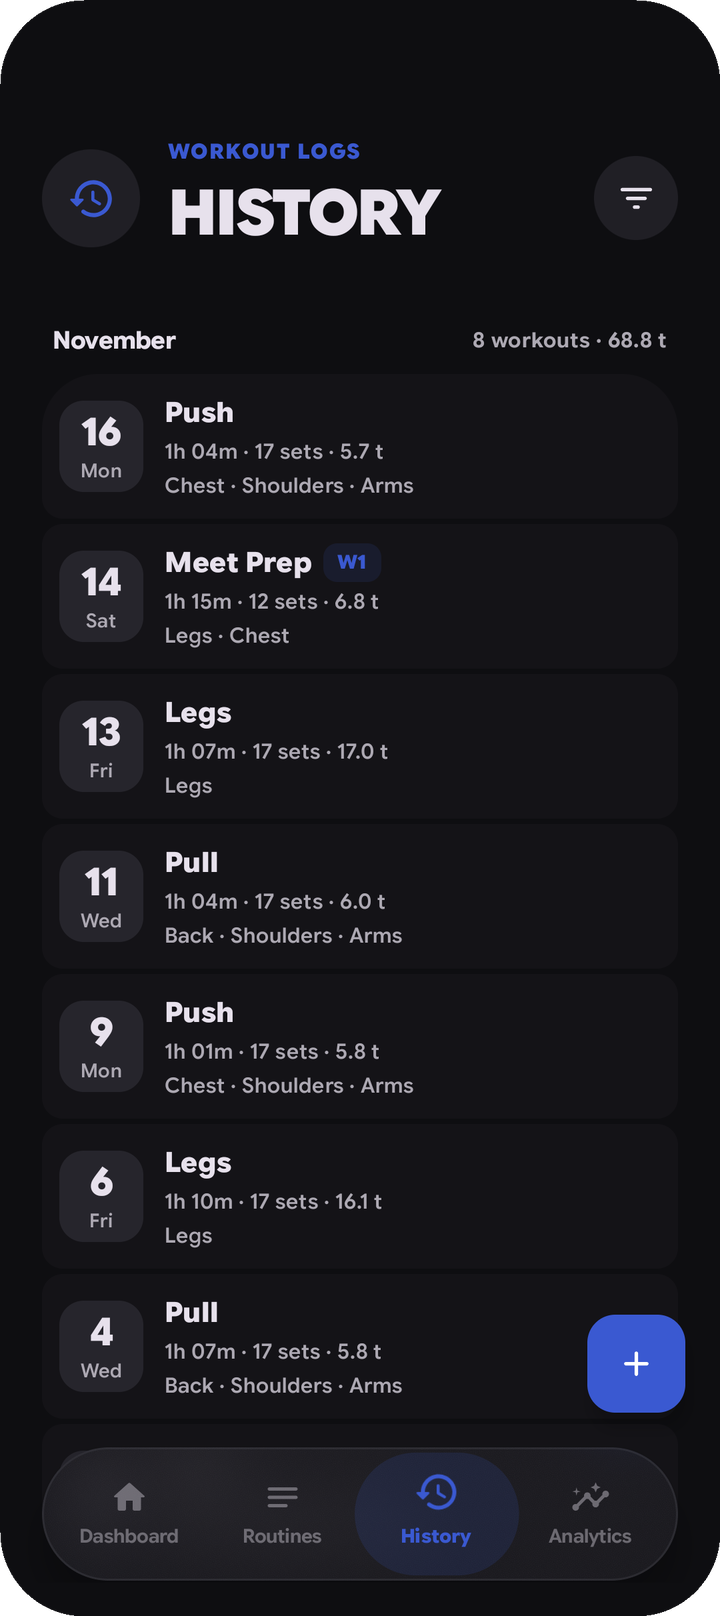 WORKOUT LOGS
HISTORY
November
8 workouts · 68.8 t
16
Mon
Push
1h 04m · 17 sets · 5.7 t
Chest · Shoulders · Arms
14
Sat
Meet Prep W1
1h 15m · 12 sets · 6.8 t
Legs · Chest
13
Fri
Legs
1h 07m · 17 sets · 17.0 t
Legs
11
Wed
Pull
1h 04m · 17 sets · 6.0 t
Back · Shoulders · Arms
9
Mon
Push
1h 01m · 17 sets · 5.8 t
Chest · Shoulders · Arms
6
Fri
Legs
1h 10m · 17 sets · 16.1 t
Legs
4
Wed
Pull
1h 07m · 17 sets · 5.8 t
Back · Shoulders · Arms
Dashboard
Routines
History
Analytics